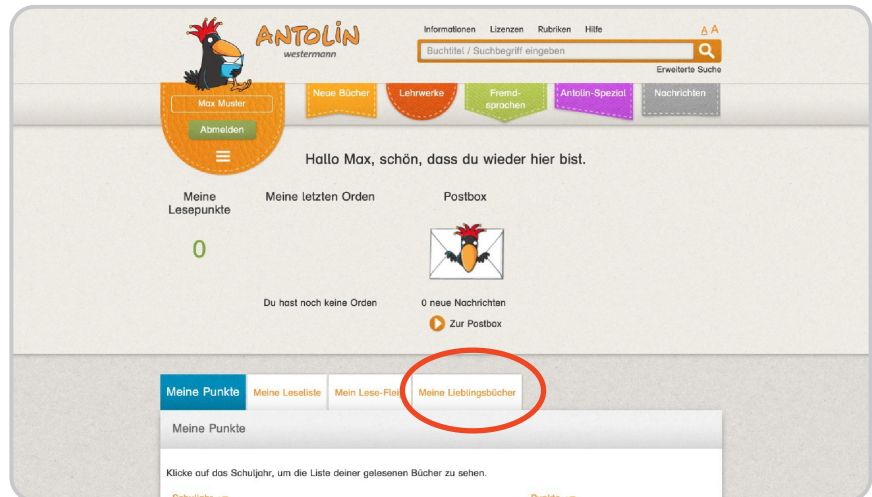 ANTOLIN
westermann
Informationen Lizenzen Rubriken Hilfe A A
Buchtitel / Suchbegriff eingeben
Erweiterte Suche
Max Muster
Abmelden
Neue Bücher
Lehrwerke
Fremd-
sprachen
Antolin-Spezial
Nachrichten
Hallo Max, schön, dass du wieder hier bist.
Meine
Lesepunkte
0
Meine letzten Orden
Du hast noch keine Orden
Postbox
0 neue Nachrichten
Zur Postbox
Meine Punkte Meine Leseliste Mein Lese-Fleiß Meine Lieblingsbücher
Meine Punkte
Klicke auf das Schuljahr, um die Liste deiner gelesenen Bücher zu sehen.